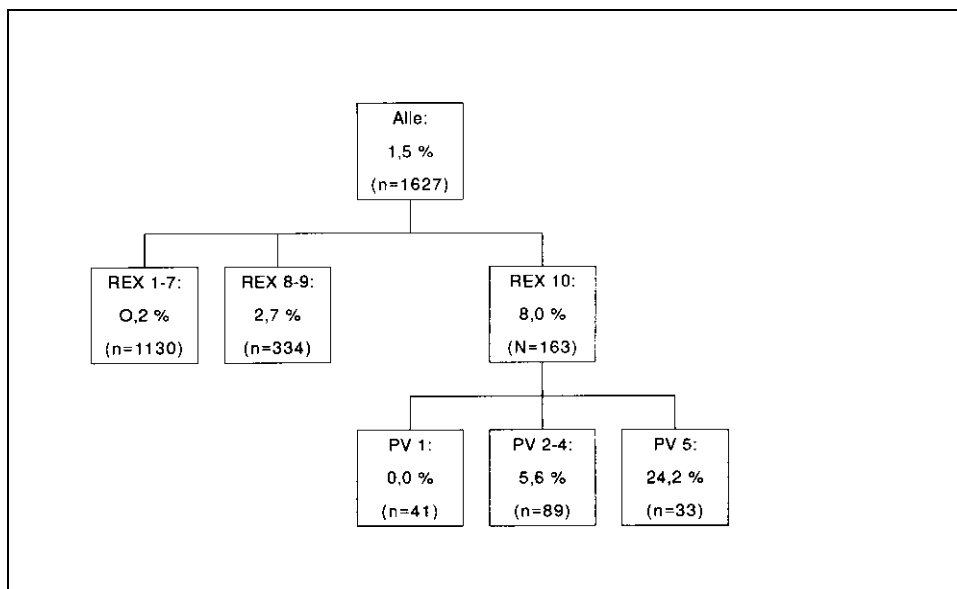 Alle:
1,5 %
(n=1627)
REX 1-7:
O,2 %
(n=1130)
REX 8-9:
2,7 %
(n=334)
REX 10:
8,0 %
(N=163)
PV 1:
0,0 %
(n=41)
PV 2-4:
5,6 %
(n=89)
PV 5:
24,2 %
(n=33)